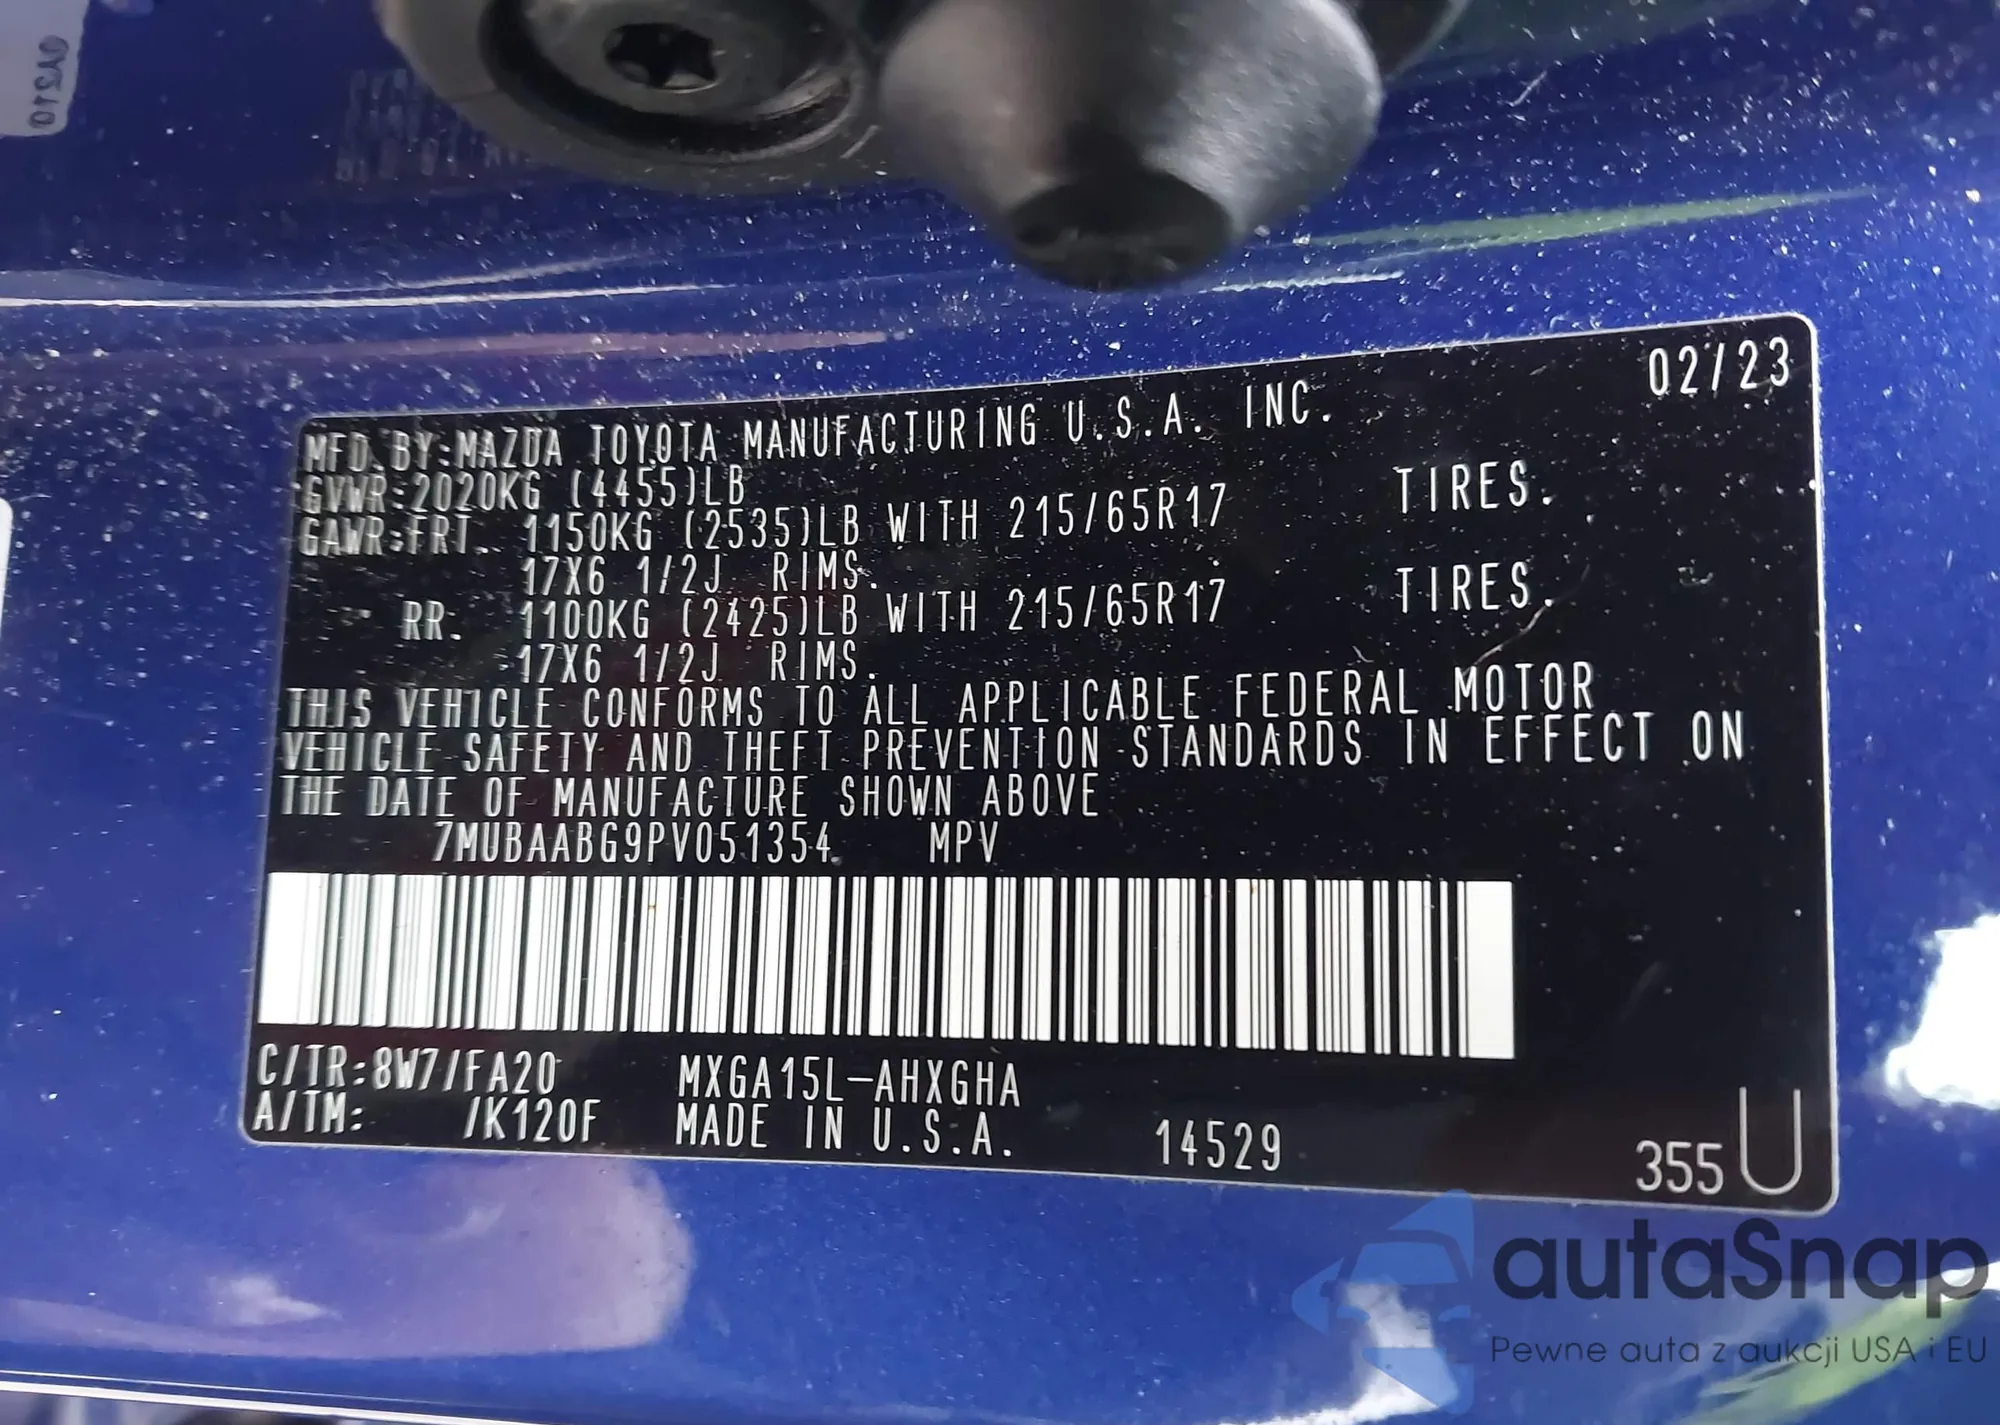 02/23
MFD. BY:MAZDA TOYOTA MANUFACTURING U.S.A. INC.
GVWR:2020KG (4455)LB
GAWR:FRT. 1150KG (2535)LB WITH 215/65R17 TIRES.
17X6 1/2J RIMS.
RR. 1100KG (2425)LB WITH 215/65R17 TIRES.
17X6 1/2J RIMS.
THIS VEHICLE CONFORMS TO ALL APPLICABLE FEDERAL MOTOR
VEHICLE SAFETY AND THEFT PREVENTION STANDARDS IN EFFECT ON
THE DATE OF MANUFACTURE SHOWN ABOVE
7MUBAABG9PV051354 MPV
C/TR:8W7/FA20 MXGA15L-AHXGHA
A/TM: /K120F MADE IN U.S.A. 14529 355 U
autaSnap
Pewne auta z aukcji USA i EU